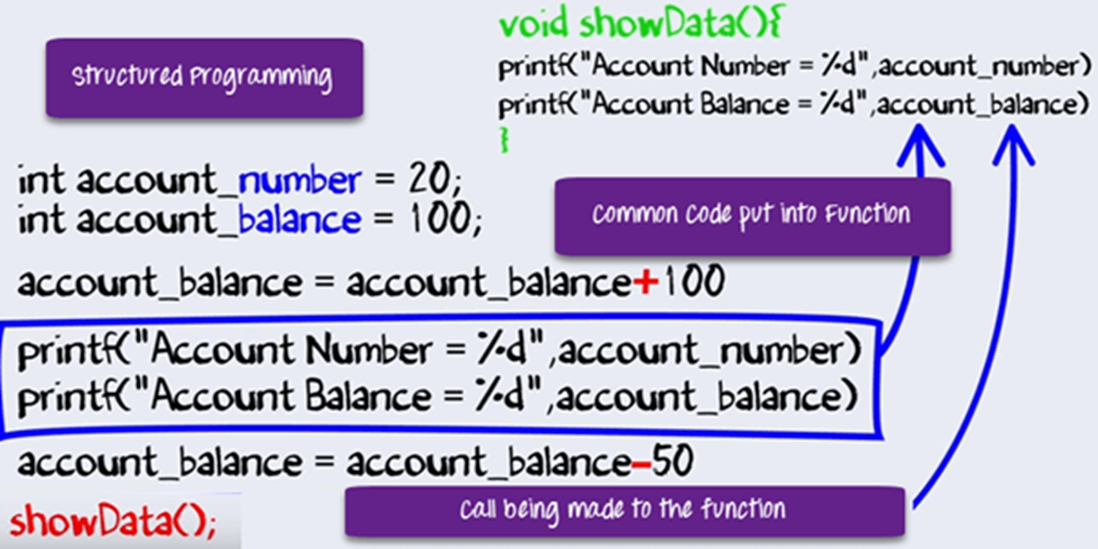 Structured Programming
void showData(){
printf("Account Number = %d",account_number)
printf("Account Balance = %d",account_balance)
}
int account_number = 20;
int account_balance = 100;
Common Code put into Function
account_balance = account_balance+100
printf("Account Number = %d",account_number)
printf("Account Balance = %d",account_balance)
account_balance = account_balance-50
showData();
Call being made to the function